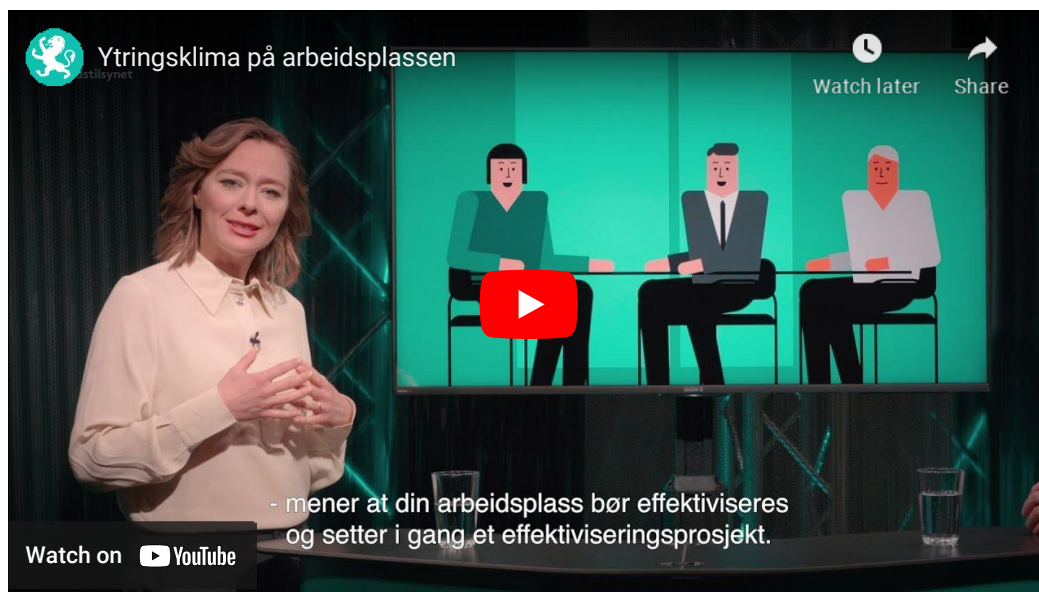 Ytringsklima på arbeidsplassen
Watch later
Share
- mener at din arbeidsplass bør effektiviseres
og setter i gang et effektiviseringsprosjekt.
Watch on YouTube
SONY